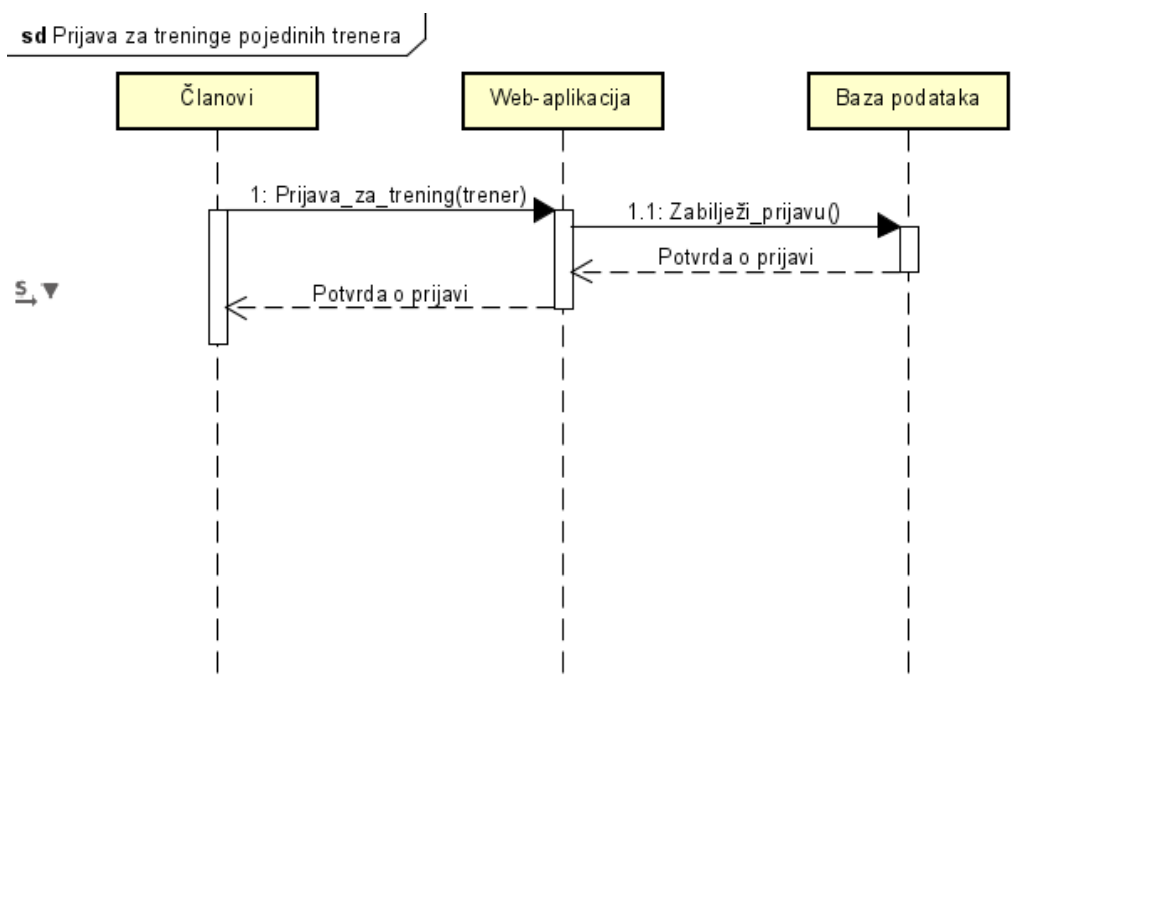 sd Prijava za treninge pojedinih trenera
Članovi
Web-aplikacija
Baza podataka
1: Prijava_za_trening(trener)
1.1: Zabilježi_prijavu()
Potvrda o prijavi
Potvrda o prijavi
S